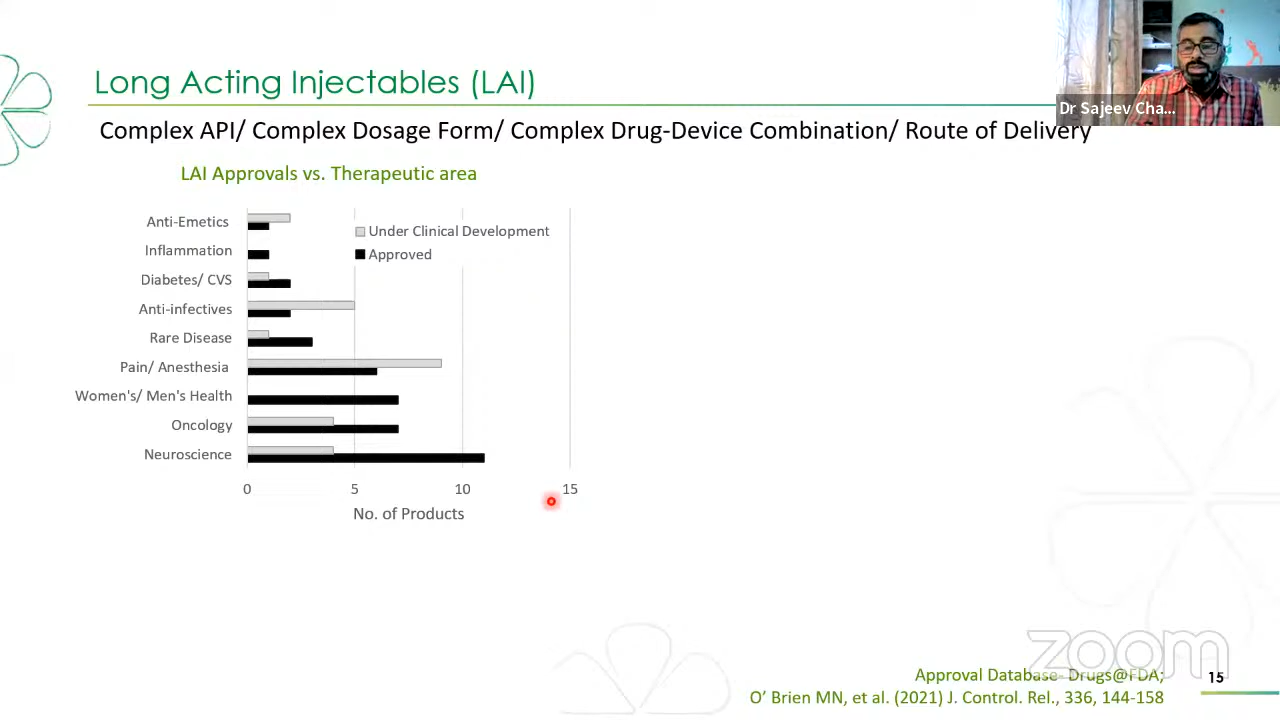 Long Acting Injectables (LAI)
Dr Sajeev Cha...
Complex API/ Complex Dosage Form/ Complex Drug-Device Combination/ Route of Delivery
LAI Approvals vs. Therapeutic area
Anti-Emetics
Inflammation
Diabetes/ CVS
Anti-infectives
Rare Disease
Pain/ Anesthesia
Women's/ Men's Health
Oncology
Neuroscience
Under Clinical Development
Approved
0 5 10 15
No. of Products
zoom
Approval Database- Drugs@FDA;
O' Brien MN, et al. (2021) J. Control. Rel., 336, 144-158
15